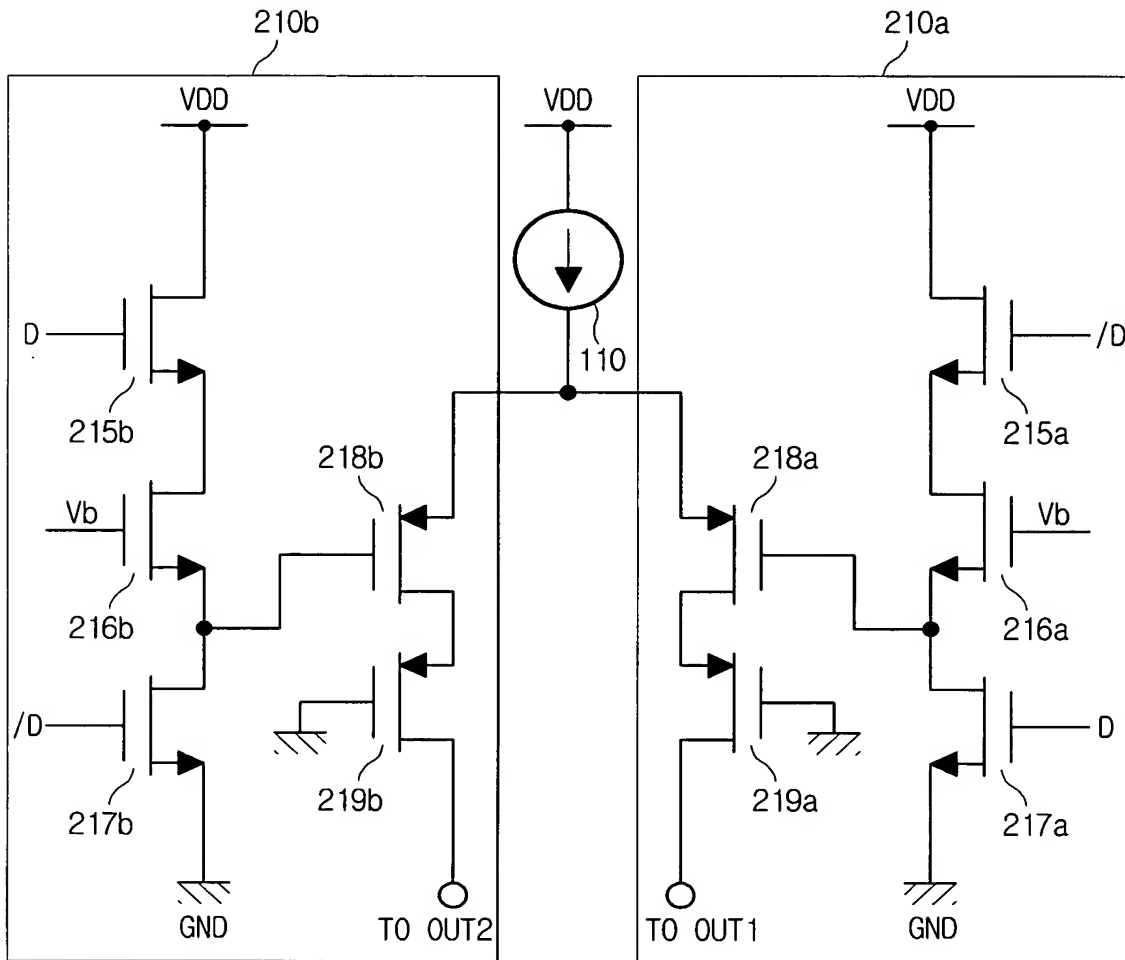 210b
210a
VDD
VDD
VDD
D
/D
110
215b
215a
218b
218a
Vb
Vb
216b
216a
/D
D
219b
219a
217b
217a
GND
TO OUT2
TO OUT1
GND